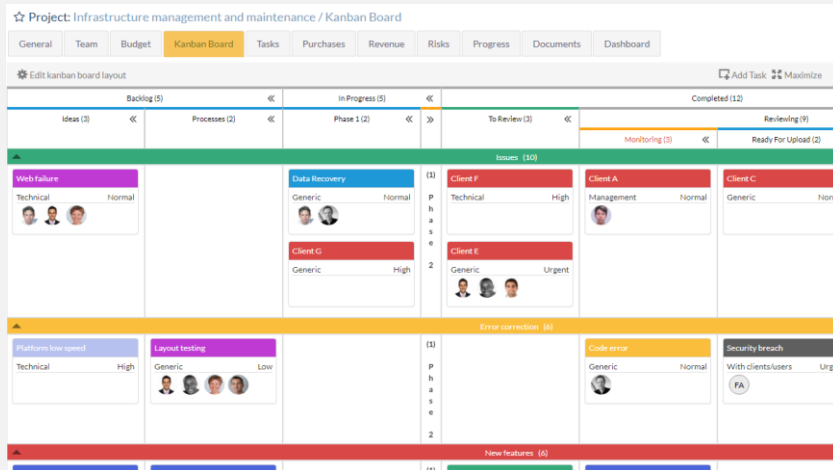 Project: Infrastructure management and maintenance / Kanban Board
General Team Budget Kanban Board Tasks Purchases Revenue Risks Progress Documents Dashboard
Edit kanban board layout Add Task Maximize
Backlog (5) In Progress (5) Completed (12)
Ideas (3) Processes (2) Phase 1 (2) To Review (3) Reviewing (9)
Monitoring (3) Ready For Upload (2)
Issues (10)
Web failure Data Recovery (1) Client F Client A Client C
Technical Normal Generic Normal Technical High Management Normal Generic
Phase 2
Client G Client E
Generic High Generic Urgent
Error correction (6)
Platform low speed Layout testing (1) Code error Security breach
Technical High Generic Low Generic Normal With clients/users Urg
Phase 2
FA
New features (6)